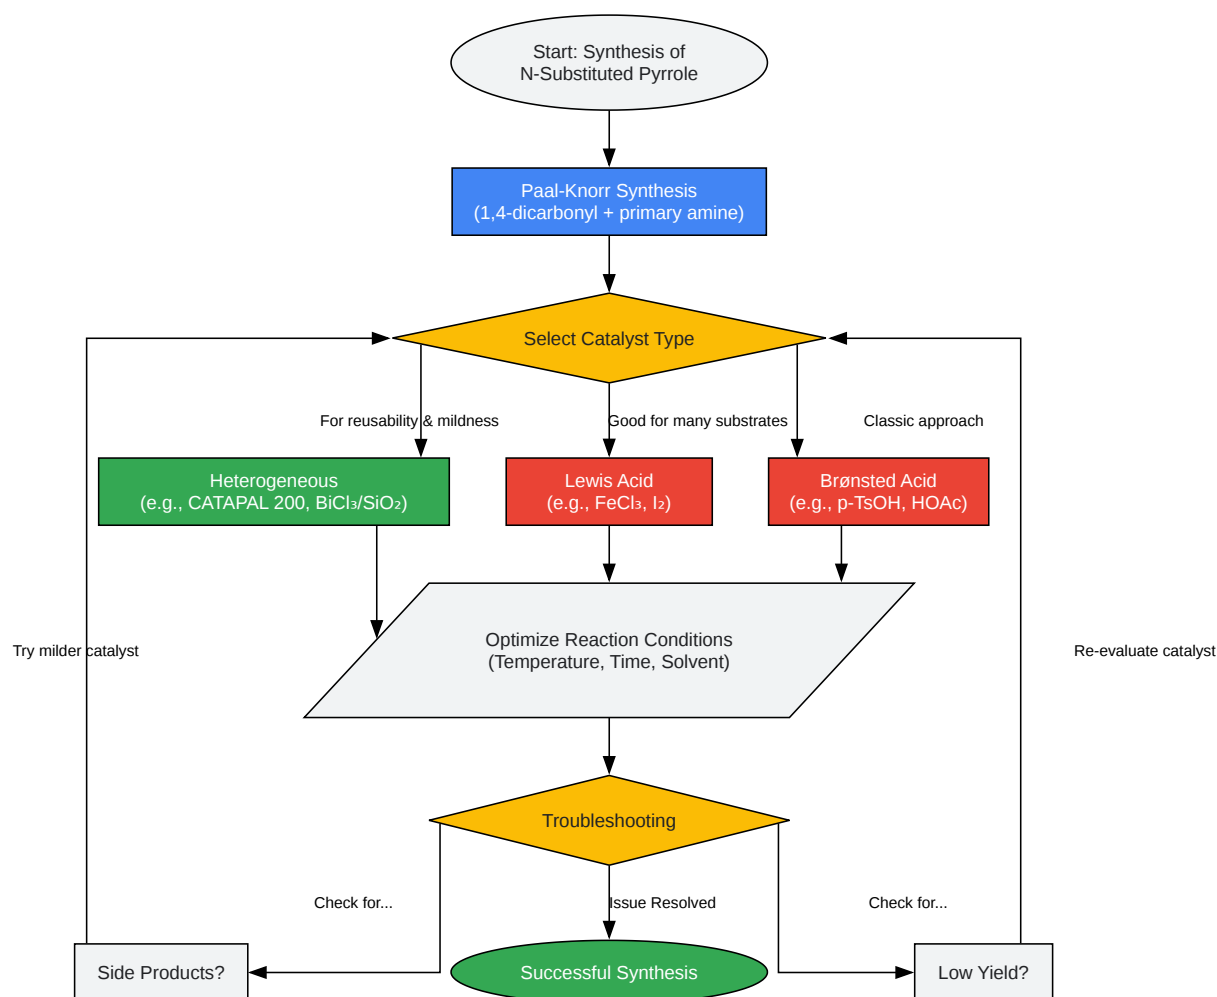 Start: Synthesis of
N-Substituted Pyrrole
Paal-Knorr Synthesis
(1,4-dicarbonyl + primary amine)
Select Catalyst Type
For reusability & mildness
Good for many substrates
Classic approach
Heterogeneous
(e.g., CATAPAL 200, BiCl₃/SiO₂)
Lewis Acid
(e.g., FeCl₃, I₂)
Brønsted Acid
(e.g., p-TsOH, HOAc)
Optimize Reaction Conditions
(Temperature, Time, Solvent)
Try milder catalyst
Re-evaluate catalyst
Troubleshooting
Check for...
Issue Resolved
Check for...
Side Products?
Successful Synthesis
Low Yield?